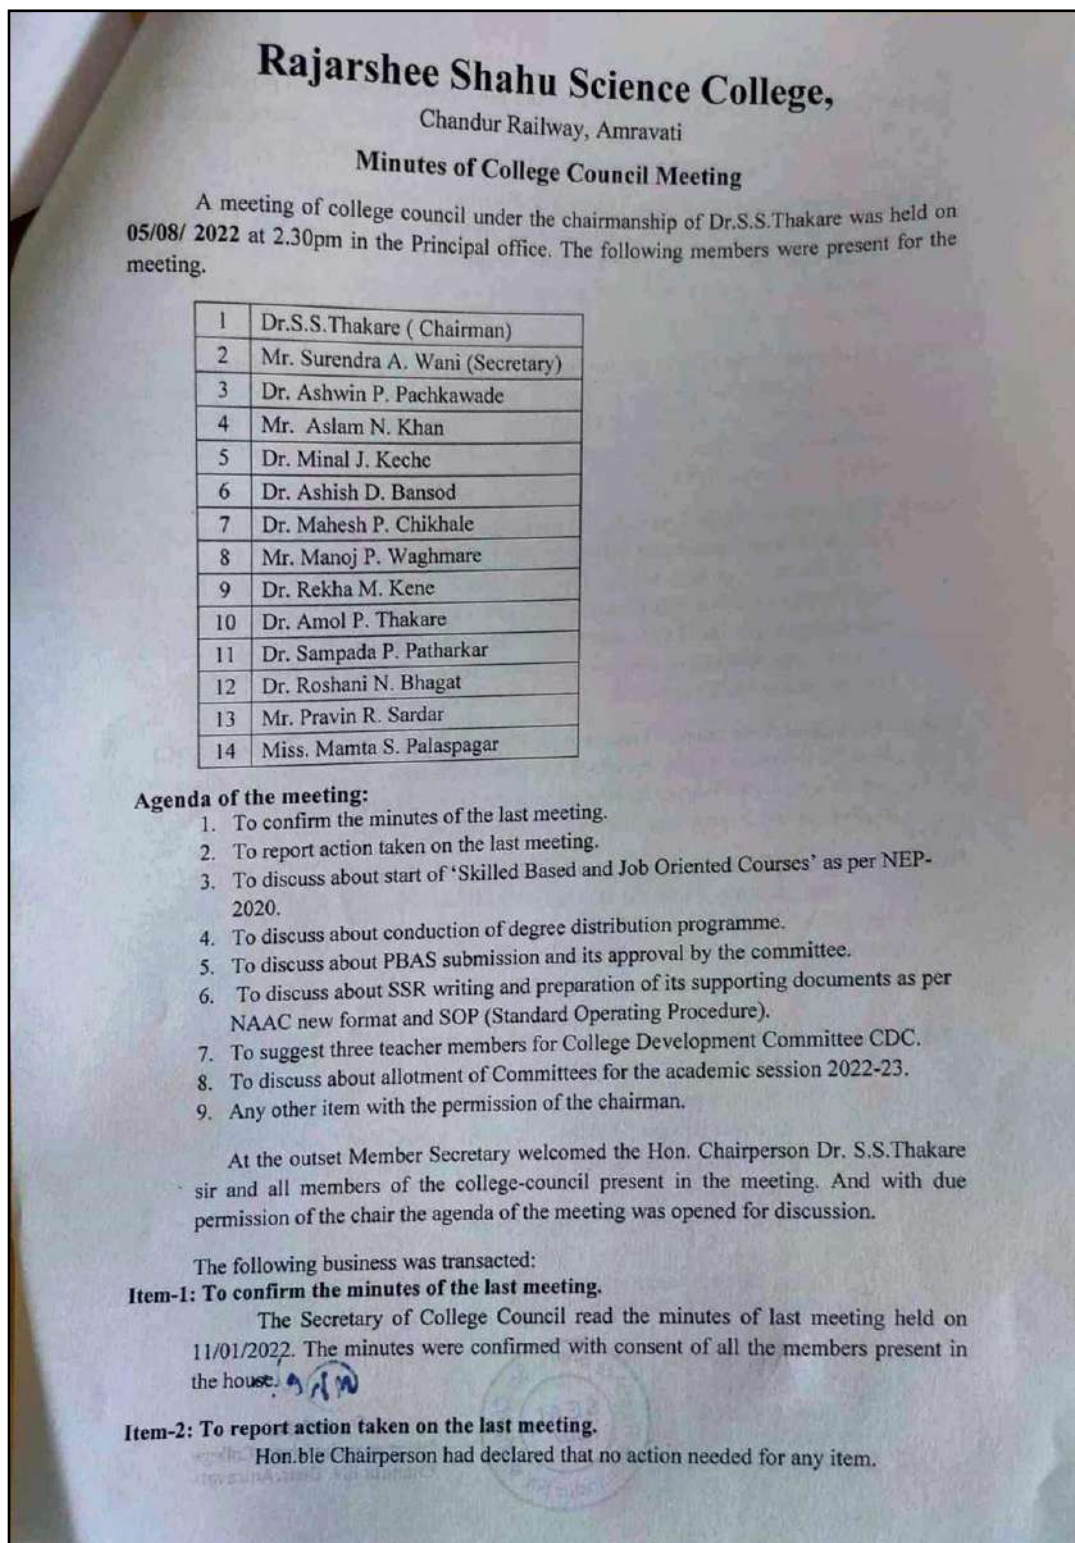 Rajarshee Shahu Science College,
Chandur Railway, Amravati
Minutes of College Council Meeting
A meeting of college council under the chairmanship of Dr.S.S.Thakare was held on
05/08/ 2022 at 2.30pm in the Principal office. The following members were present for the
meeting.
1 Dr.S.S.Thakare ( Chairman)
2 Mr. Surendra A. Wani (Secretary)
3 Dr. Ashwin P. Pachkawade
4 Mr. Aslam N. Khan
5 Dr. Minal J. Keche
6 Dr. Ashish D. Bansod
7 Dr. Mahesh P. Chikhale
8 Mr. Manoj P. Waghmare
9 Dr. Rekha M. Kene
10 Dr. Amol P. Thakare
11 Dr. Sampada P. Patharkar
12 Dr. Roshani N. Bhagat
13 Mr. Pravin R. Sardar
14 Miss. Mamta S. Palaspagar
Agenda of the meeting:
1. To confirm the minutes of the last meeting.
2. To report action taken on the last meeting.
3. To discuss about start of ‘Skilled Based and Job Oriented Courses’ as per NEP-
2020.
4. To discuss about conduction of degree distribution programme.
5. To discuss about PBAS submission and its approval by the committee.
6. To discuss about SSR writing and preparation of its supporting documents as per
NAAC new format and SOP (Standard Operating Procedure).
7. To suggest three teacher members for College Development Committee CDC.
8. To discuss about allotment of Committees for the academic session 2022-23.
9. Any other item with the permission of the chairman.
At the outset Member Secretary welcomed the Hon. Chairperson Dr. S.S.Thakare
sir and all members of the college-council present in the meeting. And with due
permission of the chair the agenda of the meeting was opened for discussion.
The following business was transacted:
Item-1: To confirm the minutes of the last meeting.
The Secretary of College Council read the minutes of last meeting held on
11/01/2022. The minutes were confirmed with consent of all the members present in
the house.
Item-2: To report action taken on the last meeting.
Hon.ble Chairperson had declared that no action needed for any item.